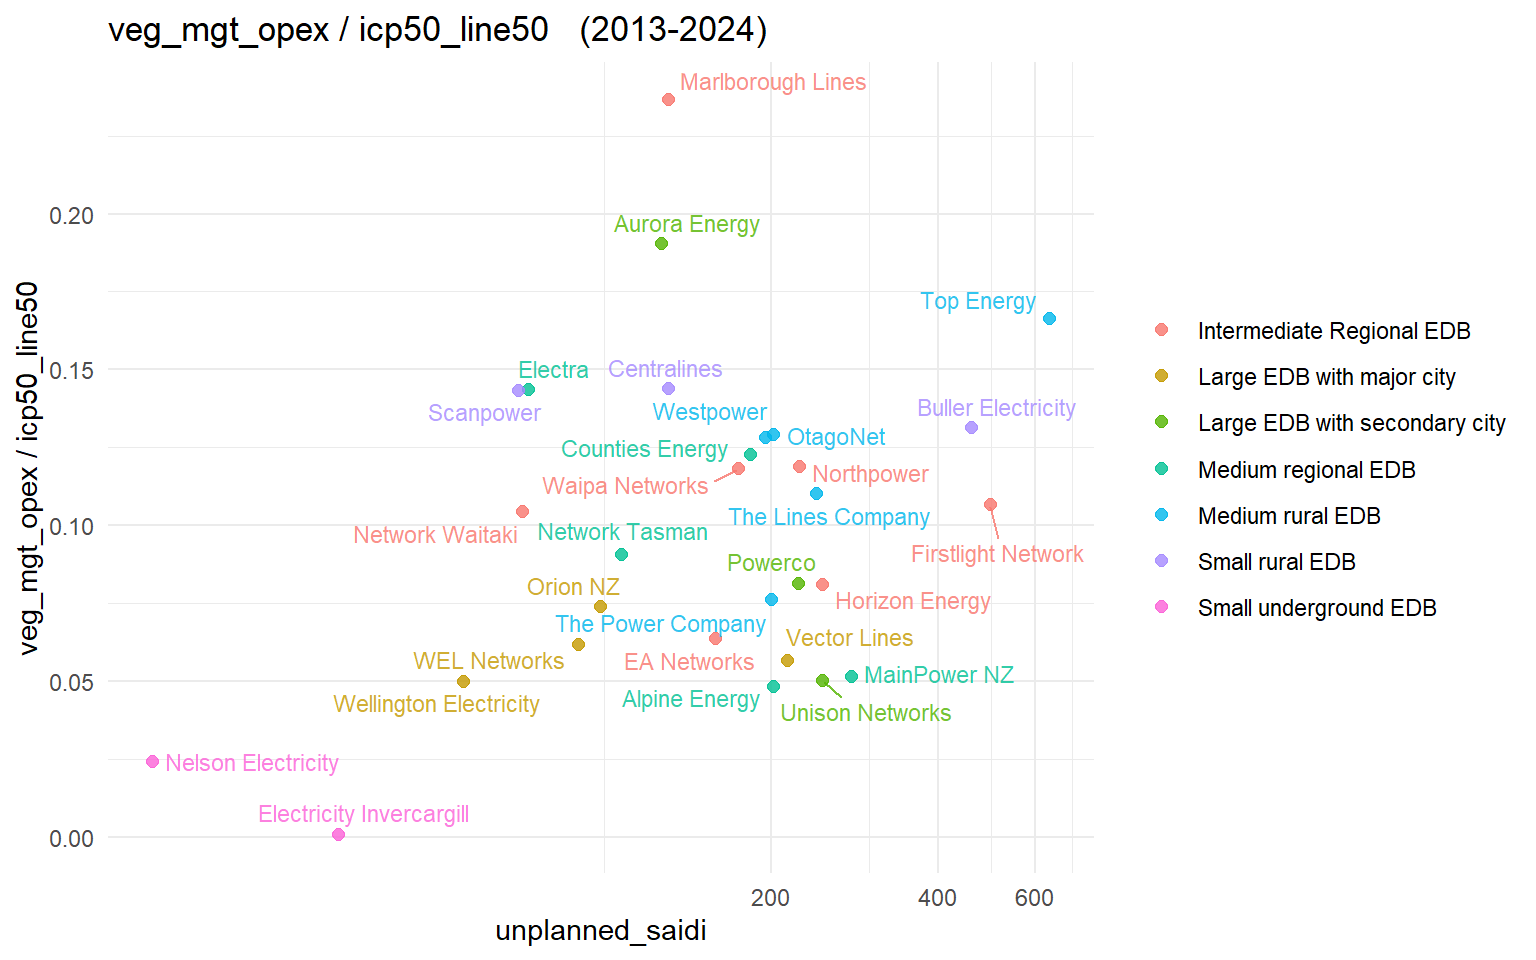 veg_mgt_opex / icp50_line50   (2013-2024)
Marlborough Lines
Aurora Energy
Top Energy
Electra
Centralines
Scanpower
Westpower
Buller Electricity
OtagoNet
Counties Energy
Waipa Networks
Northpower
The Lines Company
Network Waitaki
Network Tasman
Firstlight Network
Powerco
Orion NZ
Horizon Energy
The Power Company
Vector Lines
WEL Networks
EA Networks
MainPower NZ
Wellington Electricity
Alpine Energy
Unison Networks
Nelson Electricity
Electricity Invercargill
0.20
0.15
0.10
0.05
0.00
veg_mgt_opex / icp50_line50
200
400
600
unplanned_saidi
Intermediate Regional EDB
Large EDB with major city
Large EDB with secondary city
Medium regional EDB
Medium rural EDB
Small rural EDB
Small underground EDB